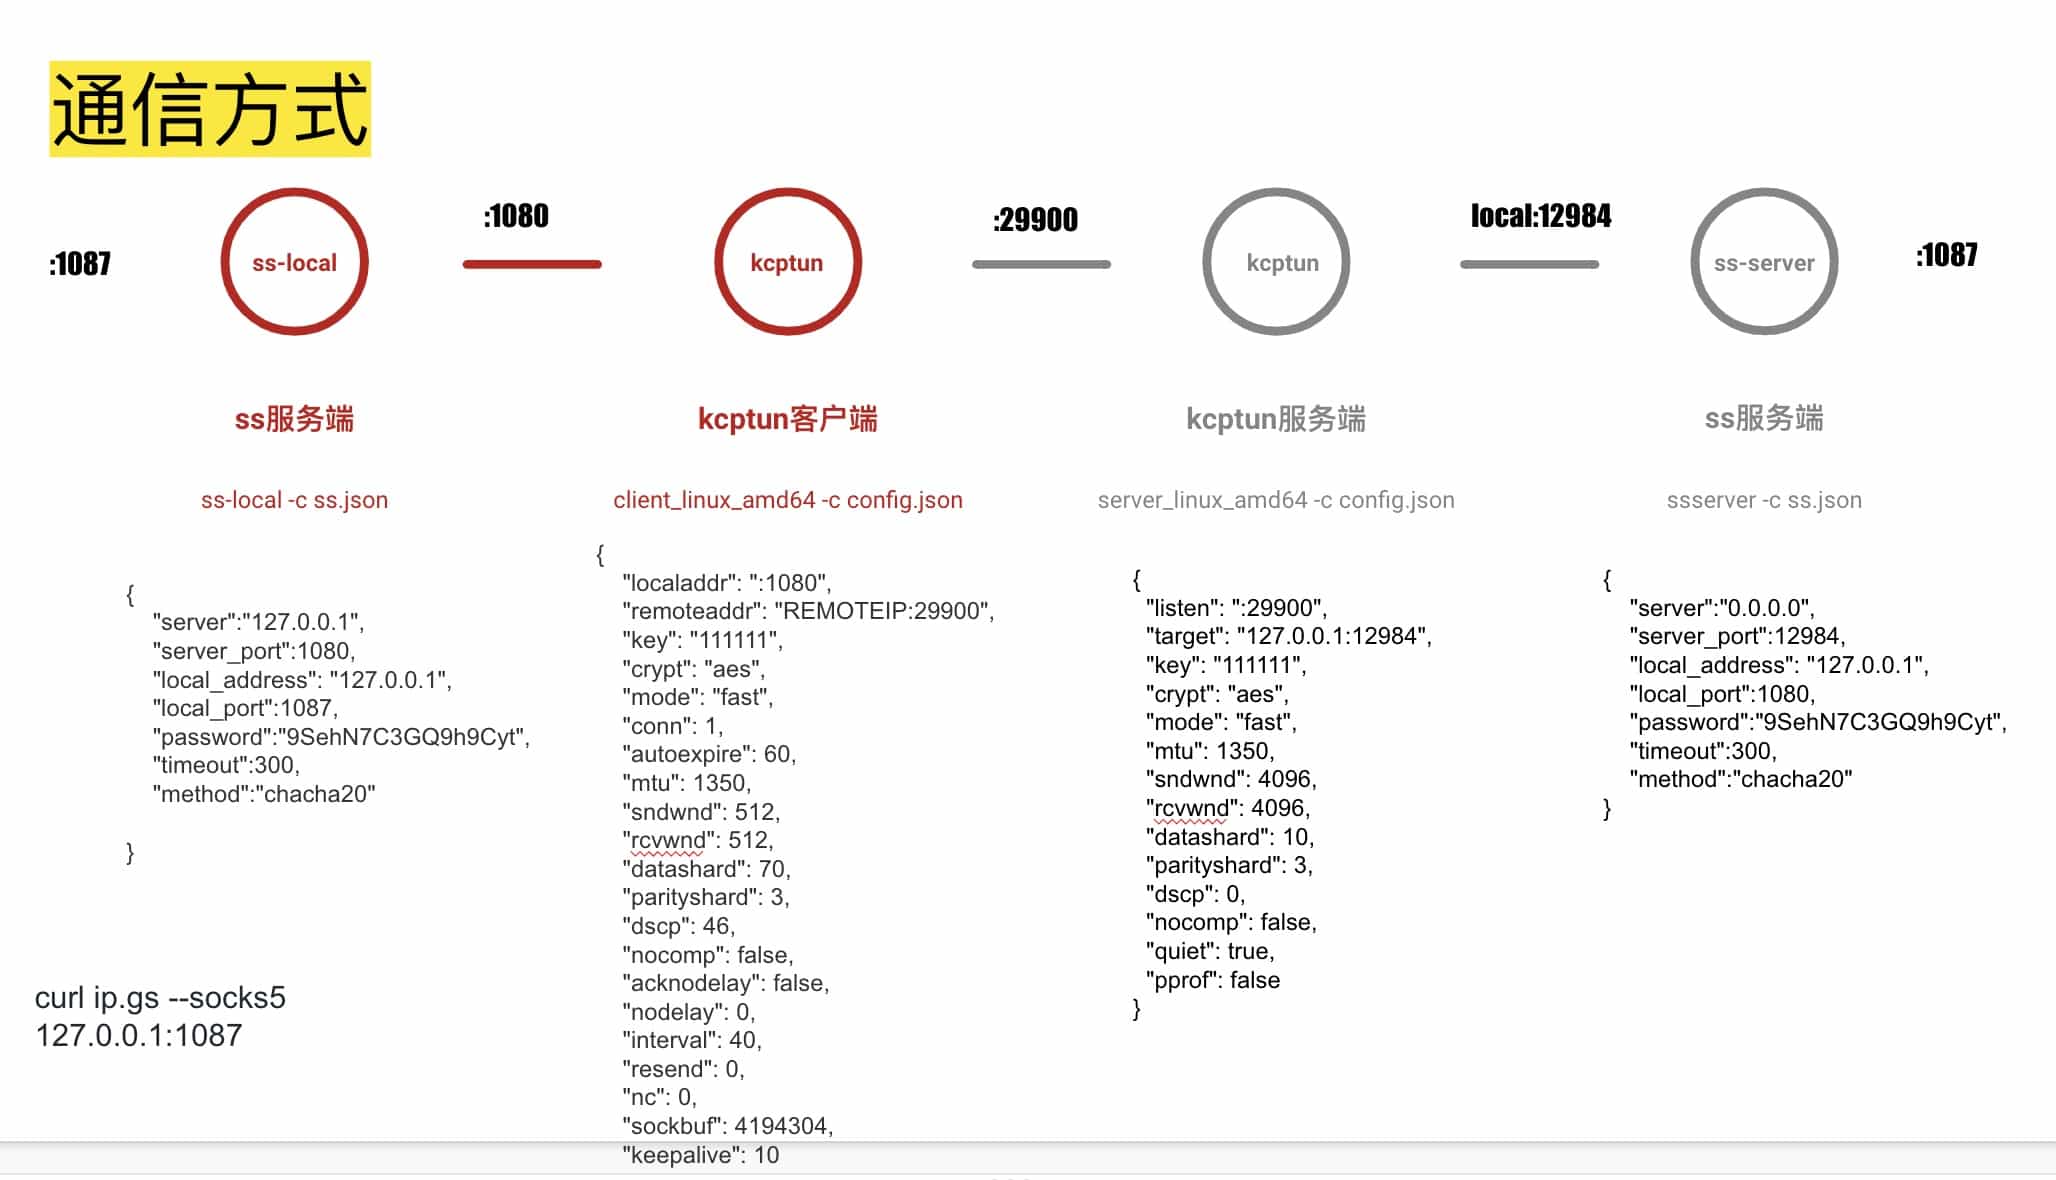 通信方式
:1087
ss-local
:1080
kcptun
:29900
kcptun
local:12984
ss-server
:1087
ss服务端
kcptun客户端
kcptun服务端
ss服务端
ss-local -c ss.json
client_linux_amd64 -c config.json
server_linux_amd64 -c config.json
ssserver -c ss.json
{
"server":"127.0.0.1",
"server_port":1080,
"local_address": "127.0.0.1",
"local_port":1087,
"password":"9SehN7C3GQ9h9Cyt",
"timeout":300,
"method":"chacha20"
}
curl ip.gs --socks5
127.0.0.1:1087
{
"localaddr": ":1080",
"remoteaddr": "REMOTEIP:29900",
"key": "111111",
"crypt": "aes",
"mode": "fast",
"conn": 1,
"autoexpire": 60,
"mtu": 1350,
"sndwnd": 512,
"rcvwnd": 512,
"datashard": 70,
"parityshard": 3,
"dscp": 46,
"nocomp": false,
"acknodelay": false,
"nodelay": 0,
"interval": 40,
"resend": 0,
"nc": 0,
"sockbuf": 4194304,
"keepalive": 10
{
"listen": ":29900",
"target": "127.0.0.1:12984",
"key": "111111",
"crypt": "aes",
"mode": "fast",
"mtu": 1350,
"sndwnd": 4096,
"rcvwnd": 4096,
"datashard": 10,
"parityshard": 3,
"dscp": 0,
"nocomp": false,
"quiet": true,
"pprof": false
}
{
"server":"0.0.0.0",
"server_port":12984,
"local_address": "127.0.0.1",
"local_port":1080,
"password":"9SehN7C3GQ9h9Cyt",
"timeout":300,
"method":"chacha20"
}